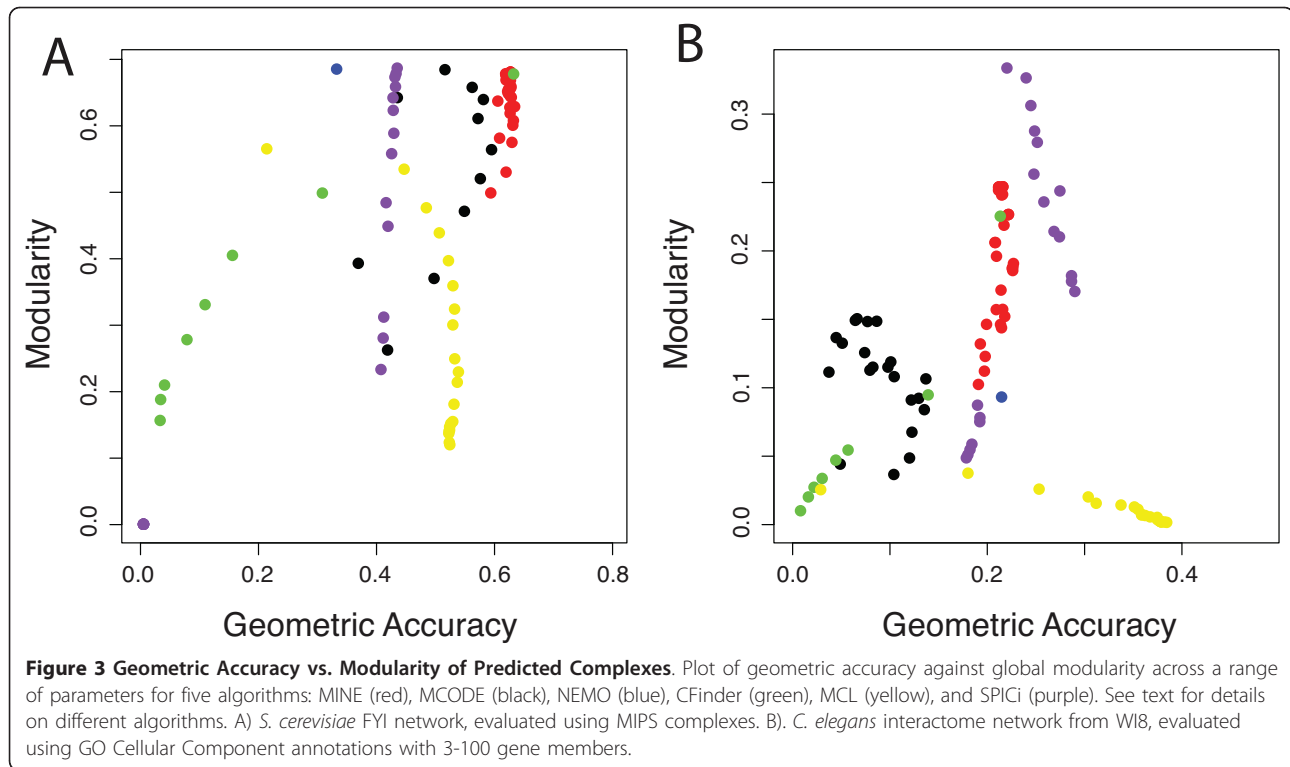 A
B
Modularity
0.0 0.2 0.4 0.6
0.0 0.2 0.4 0.6 0.8
Geometric Accuracy
Modularity
0.0 0.1 0.2 0.3
0.0 0.2 0.4
Geometric Accuracy
Figure 3 Geometric Accuracy vs. Modularity of Predicted Complexes. Plot of geometric accuracy against global modularity across a range
of parameters for five algorithms: MINE (red), MCODE (black), NEMO (blue), CFinder (green), MCL (yellow), and SPICi (purple). See text for details
on different algorithms. A) S. cerevisiae FYI network, evaluated using MIPS complexes. B). C. elegans interactome network from WI8, evaluated
using GO Cellular Component annotations with 3-100 gene members.